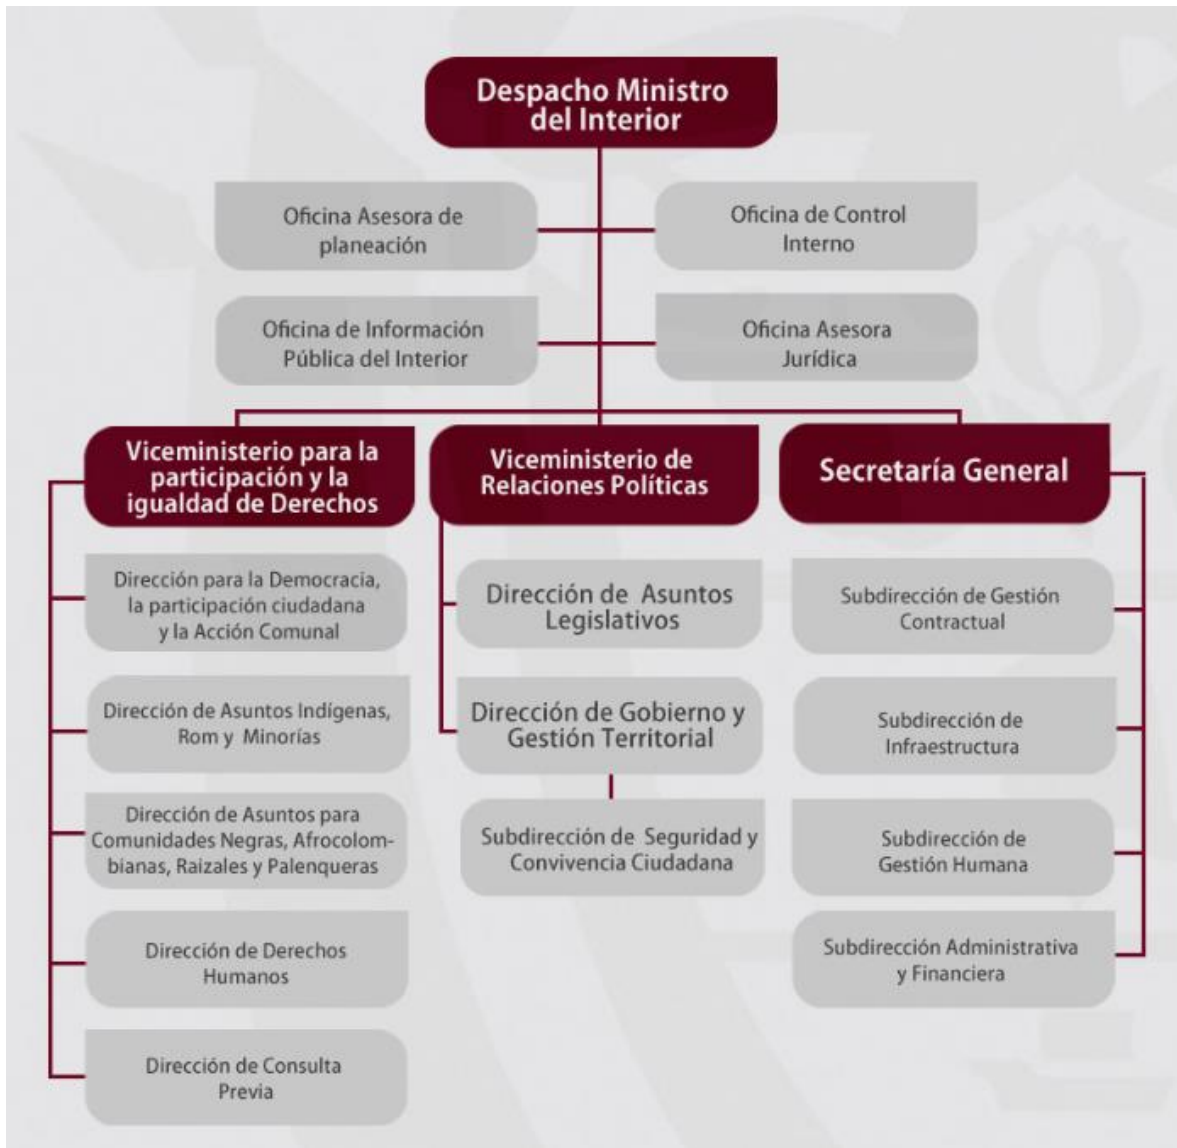 Despacho Ministro
del Interior
Oficina Asesora de
planeación
Oficina de Control
Interno
Oficina de Información
Pública del Interior
Oficina Asesora
Jurídica
Viceministerio para la
participación y la
igualdad de Derechos
Viceministerio de
Relaciones Políticas
Secretaría General
Dirección para la Democracia,
la participación ciudadana
y la Acción Comunal
Dirección de Asuntos Indígenas,
Rom y Minorías
Dirección de Asuntos para
Comunidades Negras, Afrocolom-
bianas, Raizales y Palenqueras
Dirección de Derechos
Humanos
Dirección de Consulta
Previa
Dirección de Asuntos
Legislativos
Dirección de Gobierno y
Gestión Territorial
Subdirección de Seguridad y
Convivencia Ciudadana
Subdirección de Gestión
Contractual
Subdirección de
Infraestructura
Subdirección de
Gestión Humana
Subdirección Administrativa
y Financiera